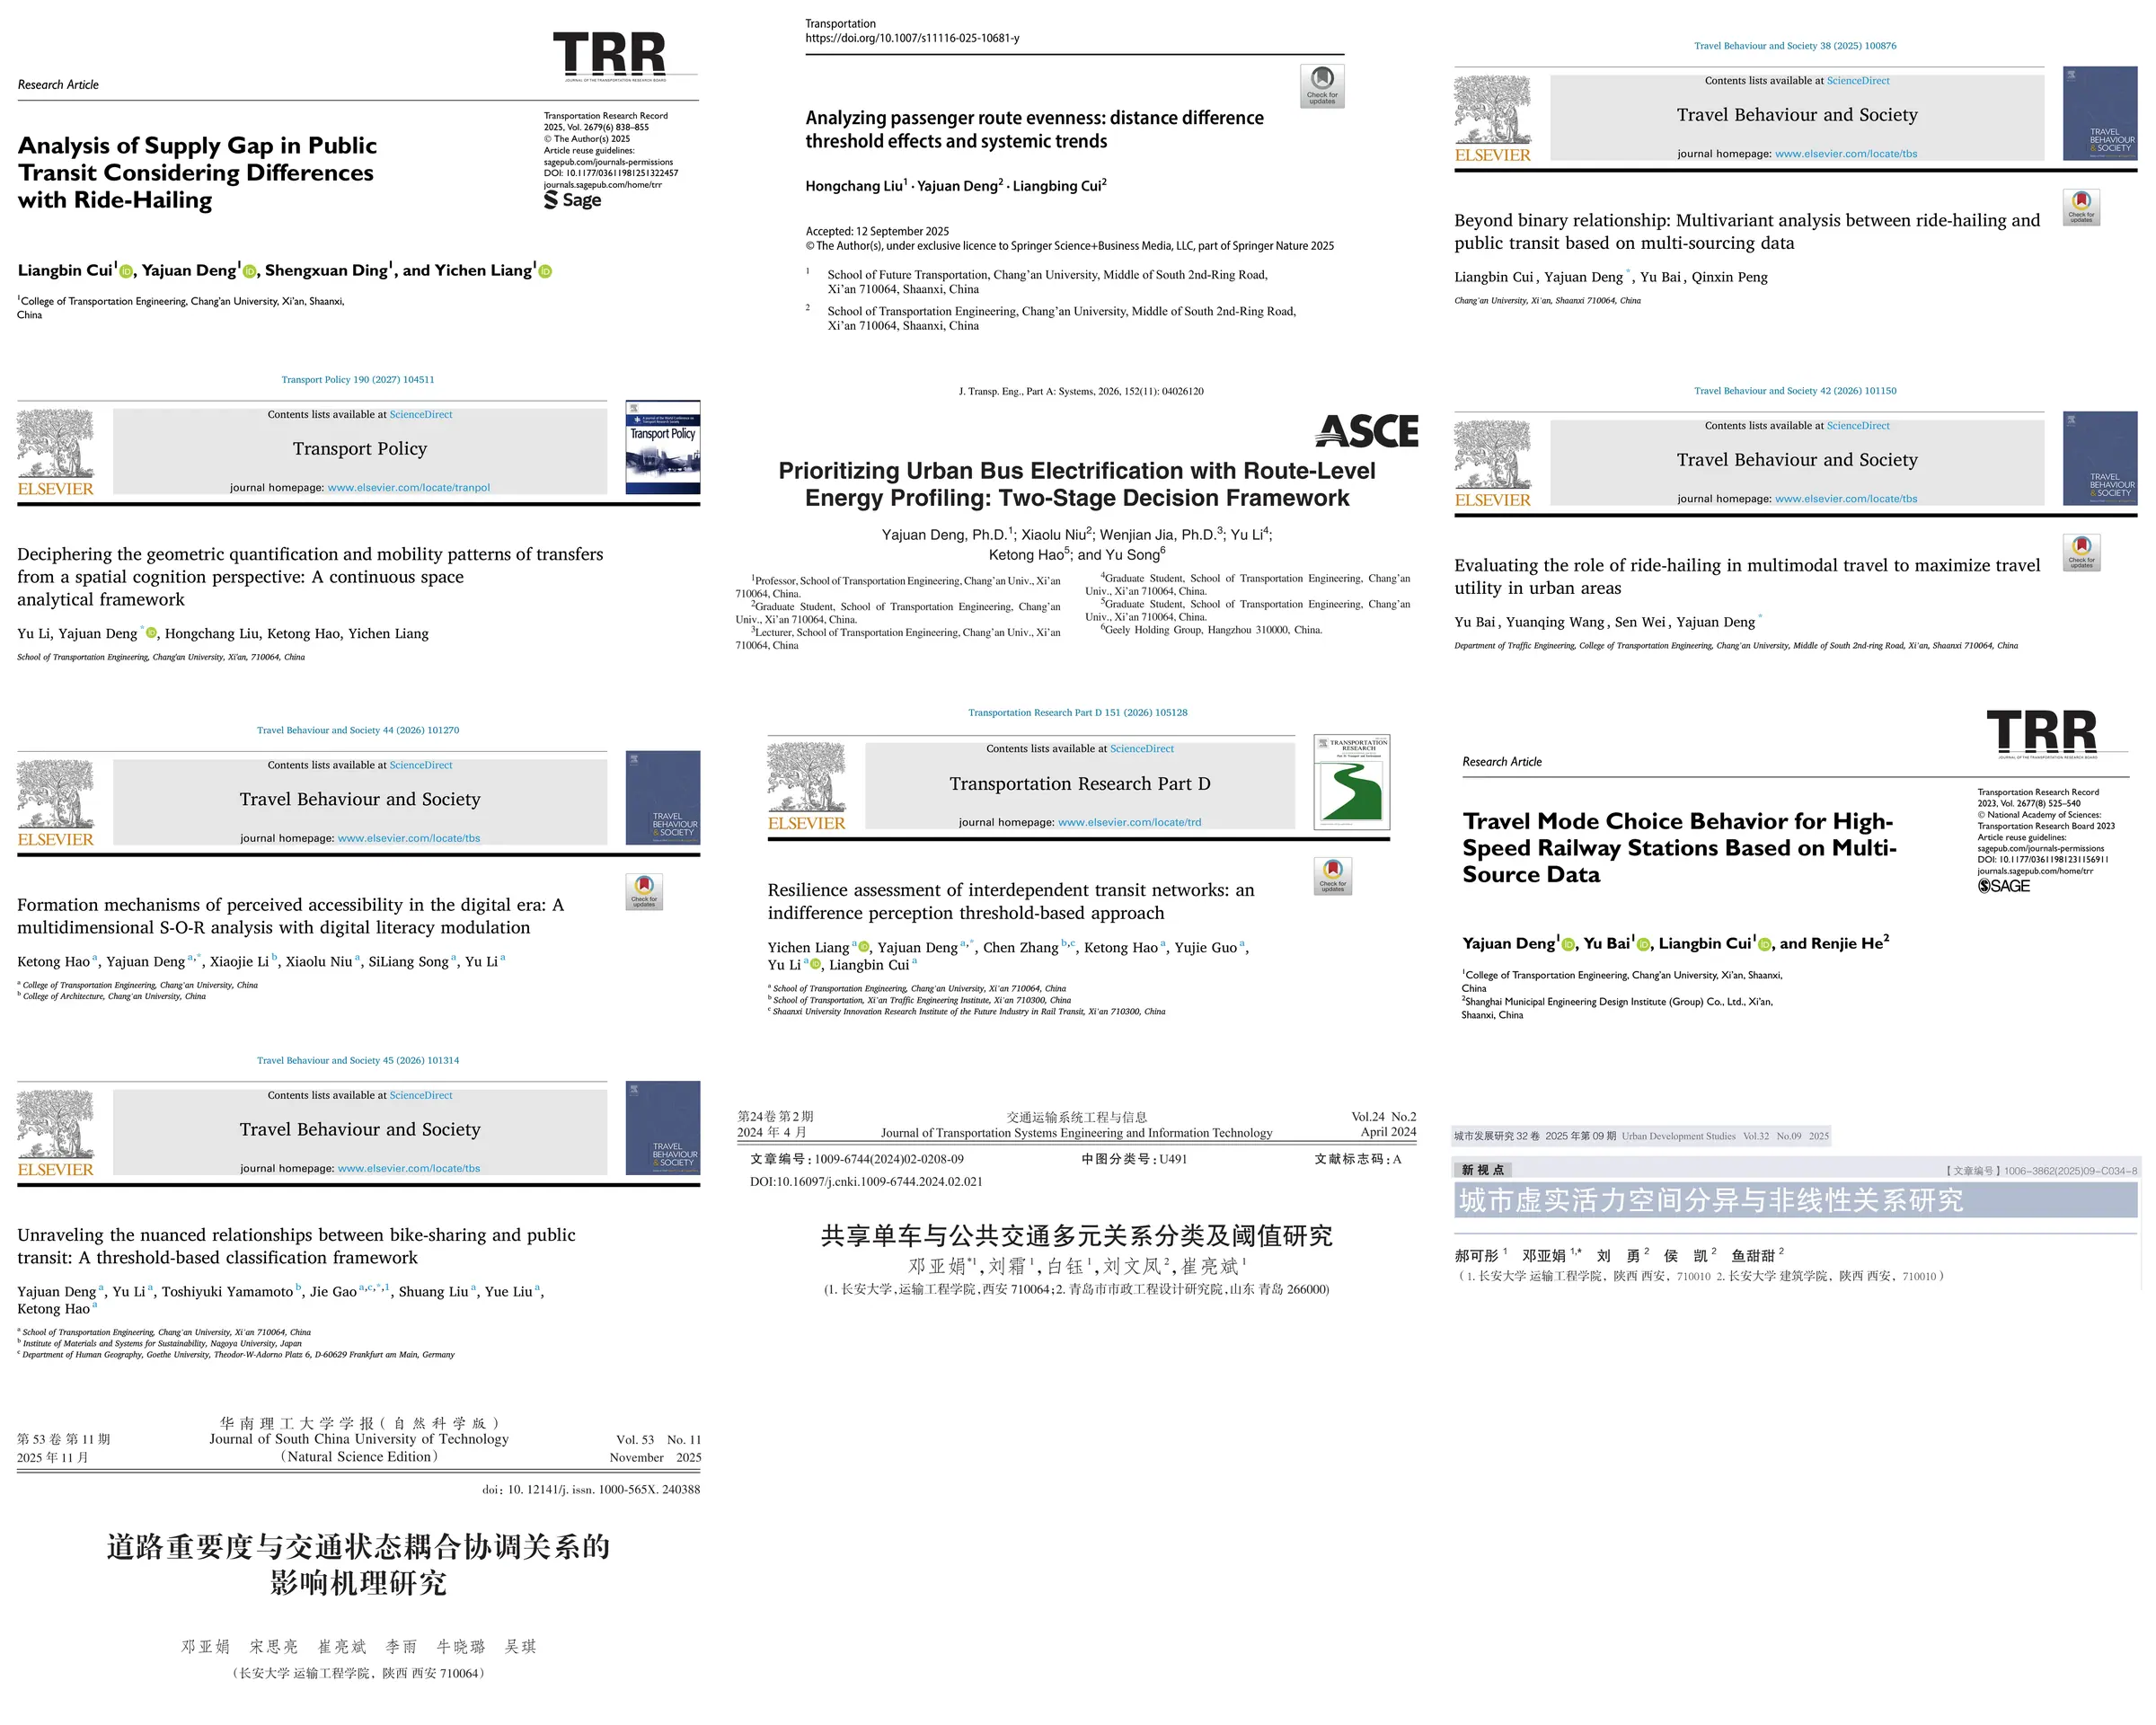 Research Article
TRR
JOURNAL OF THE TRANSPORTATION RESEARCH BOARD
Analysis of Supply Gap in Public
Transit Considering Differences
with Ride-Hailing
Transportation Research Record
2025, Vol. 2679(6) 838–855
© The Author(s) 2025
Article reuse guidelines:
sagepub.com/journals-permissions
DOI: 10.1177/03611981251322457
journals.sagepub.com/home/trr
Sage
Liangbin Cui1, Yajuan Deng1, Shengxuan Ding1, and Yichen Liang1
1College of Transportation Engineering, Chang'an University, Xi'an, Shaanxi,
China
Transportation
https://doi.org/10.1007/s11116-025-10681-y
Check for
updates
Analyzing passenger route evenness: distance difference
threshold effects and systemic trends
Hongchang Liu1 · Yajuan Deng2 · Liangbing Cui2
Accepted: 12 September 2025
© The Author(s), under exclusive licence to Springer Science+Business Media, LLC, part of Springer Nature 2025
1 School of Future Transportation, Chang'an University, Middle of South 2nd-Ring Road,
Xi'an 710064, Shaanxi, China
2 School of Transportation Engineering, Chang'an University, Middle of South 2nd-Ring Road,
Xi'an 710064, Shaanxi, China
Travel Behaviour and Society 38 (2025) 100876
Contents lists available at ScienceDirect
Travel Behaviour and Society
journal homepage: www.elsevier.com/locate/tbs
ELSEVIER
TRAVEL
BEHAVIOUR
& SOCIETY
Check for
updates
Beyond binary relationship: Multivariant analysis between ride-hailing and
public transit based on multi-sourcing data
Liangbin Cui, Yajuan Deng *, Yu Bai, Qinxin Peng
Chang'an University, Xi'an, Shaanxi 710064, China
Transport Policy 190 (2027) 104511
Contents lists available at ScienceDirect
Transport Policy
journal homepage: www.elsevier.com/locate/tranpol
ELSEVIER
Transport Policy
Deciphering the geometric quantification and mobility patterns of transfers
from a spatial cognition perspective: A continuous space
analytical framework
Yu Li, Yajuan Deng *, Hongchang Liu, Ketong Hao, Yichen Liang
School of Transportation Engineering, Chang'an University, Xi'an, 710064, China
J. Transp. Eng., Part A: Systems, 2026, 152(11): 04026120
ASCE
Prioritizing Urban Bus Electrification with Route-Level
Energy Profiling: Two-Stage Decision Framework
Yajuan Deng, Ph.D.1; Xiaolu Niu2; Wenjian Jia, Ph.D.3; Yu Li4;
Ketong Hao5; and Yu Song6
1Professor, School of Transportation Engineering, Chang'an Univ., Xi'an
710064, China.
2Graduate Student, School of Transportation Engineering, Chang'an
Univ., Xi'an 710064, China.
3Lecturer, School of Transportation Engineering, Chang'an Univ., Xi'an
710064, China
4Graduate Student, School of Transportation Engineering, Chang'an
Univ., Xi'an 710064, China.
5Graduate Student, School of Transportation Engineering, Chang'an
Univ., Xi'an 710064, China.
6Geely Holding Group, Hangzhou 310000, China.
Travel Behaviour and Society 42 (2026) 101150
Contents lists available at ScienceDirect
Travel Behaviour and Society
journal homepage: www.elsevier.com/locate/tbs
ELSEVIER
TRAVEL
BEHAVIOUR
& SOCIETY
Check for
updates
Evaluating the role of ride-hailing in multimodal travel to maximize travel
utility in urban areas
Yu Bai, Yuanqing Wang, Sen Wei, Yajuan Deng *
Department of Traffic Engineering, College of Transportation Engineering, Chang'an University, Middle of South 2nd-ring Road, Xi'an, Shaanxi 710064, China
Travel Behaviour and Society 44 (2026) 101270
Contents lists available at ScienceDirect
Travel Behaviour and Society
journal homepage: www.elsevier.com/locate/tbs
ELSEVIER
TRAVEL
BEHAVIOUR
& SOCIETY
Check for
updates
Formation mechanisms of perceived accessibility in the digital era: A
multidimensional S-O-R analysis with digital literacy modulation
Ketong Hao a, Yajuan Deng a,*, Xiaojie Li b, Xiaolu Niu a, SiLiang Song a, Yu Li a
a College of Transportation Engineering, Chang'an University, China
b College of Architecture, Chang'an University, China
Transportation Research Part D 151 (2026) 105128
Contents lists available at ScienceDirect
Transportation Research Part D
journal homepage: www.elsevier.com/locate/trd
ELSEVIER
TRANSPORTATION
RESEARCH
Check for
updates
Resilience assessment of interdependent transit networks: an
indifference perception threshold-based approach
Yichen Liang a, Yajuan Deng a,*, Chen Zhang b,c, Ketong Hao a, Yujie Guo a,
Yu Li a, Liangbin Cui a
a School of Transportation Engineering, Chang'an University, Xi'an 710064, China
b School of Transportation, Xi'an Traffic Engineering Institute, Xi'an 710300, China
c Shaanxi University Innovation Research Institute of the Future Industry in Rail Transit, Xi'an 710300, China
TRR
JOURNAL OF THE TRANSPORTATION RESEARCH BOARD
Research Article
Travel Mode Choice Behavior for High-
Speed Railway Stations Based on Multi-
Source Data
Transportation Research Record
2023, Vol. 2677(8) 525–540
© National Academy of Sciences:
Transportation Research Board 2023
Article reuse guidelines:
sagepub.com/journals-permissions
DOI: 10.1177/03611981231156911
journals.sagepub.com/home/trr
SAGE
Yajuan Deng1, Yu Bai1, Liangbin Cui1, and Renjie He2
1College of Transportation Engineering, Chang'an University, Xi'an, Shaanxi,
China
2Shanghai Municipal Engineering Design Institute (Group) Co., Ltd., Xi'an,
Shaanxi, China
Travel Behaviour and Society 45 (2026) 101314
Contents lists available at ScienceDirect
Travel Behaviour and Society
journal homepage: www.elsevier.com/locate/tbs
ELSEVIER
TRAVEL
BEHAVIOUR
& SOCIETY
Unraveling the nuanced relationships between bike-sharing and public
transit: A threshold-based classification framework
Yajuan Deng a, Yu Li a, Toshiyuki Yamamoto b, Jie Gao a,c,*,1, Shuang Liu a, Yue Liu a,
Ketong Hao a
a School of Transportation Engineering, Chang'an University, Xi'an 710064, China
b Institute of Materials and Systems for Sustainability, Nagoya University, Japan
c Department of Human Geography, Goethe University, Theodor-W-Adorno Platz 6, D-60629 Frankfurt am Main, Germany
第24卷 第2期 交通运输系统工程与信息 Vol.24 No.2
2024 年 4 月 Journal of Transportation Systems Engineering and Information Technology April 2024
文章编号:1009-6744(2024)02-0208-09 中图分类号:U491 文献标志码:A
DOI:10.16097/j.cnki.1009-6744.2024.02.021
共享单车与公共交通多元关系分类及阈值研究
邓亚娟*1,刘霜1,白钰1,刘文凤2,崔亮斌1
(1. 长安大学,运输工程学院,西安 710064;2. 青岛市市政工程设计研究院,山东 青岛 266000)
城市发展研究 32 卷 2025 年第 09 期 Urban Development Studies Vol.32 No.09 2025
新视点 【文章编号】1006-3862(2025)09-C034-8
城市虚实活力空间分异与非线性关系研究
郝可彤1 邓亚娟1,* 刘 勇2 侯 凯2 鱼甜甜2
(1. 长安大学 运输工程学院, 陕西 西安, 710010 2. 长安大学 建筑学院, 陕西 西安, 710010)
华南理工大学学报(自然科学版)
第 53 卷 第 11 期 Journal of South China University of Technology Vol. 53 No. 11
2025 年 11 月 (Natural Science Edition) November 2025
doi: 10. 12141/j. issn. 1000-565X. 240388
道路重要度与交通状态耦合协调关系的
影响机理研究
邓亚娟 宋思亮 崔亮斌 李雨 牛晓璐 吴琪
(长安大学 运输工程学院, 陕西 西安 710064)